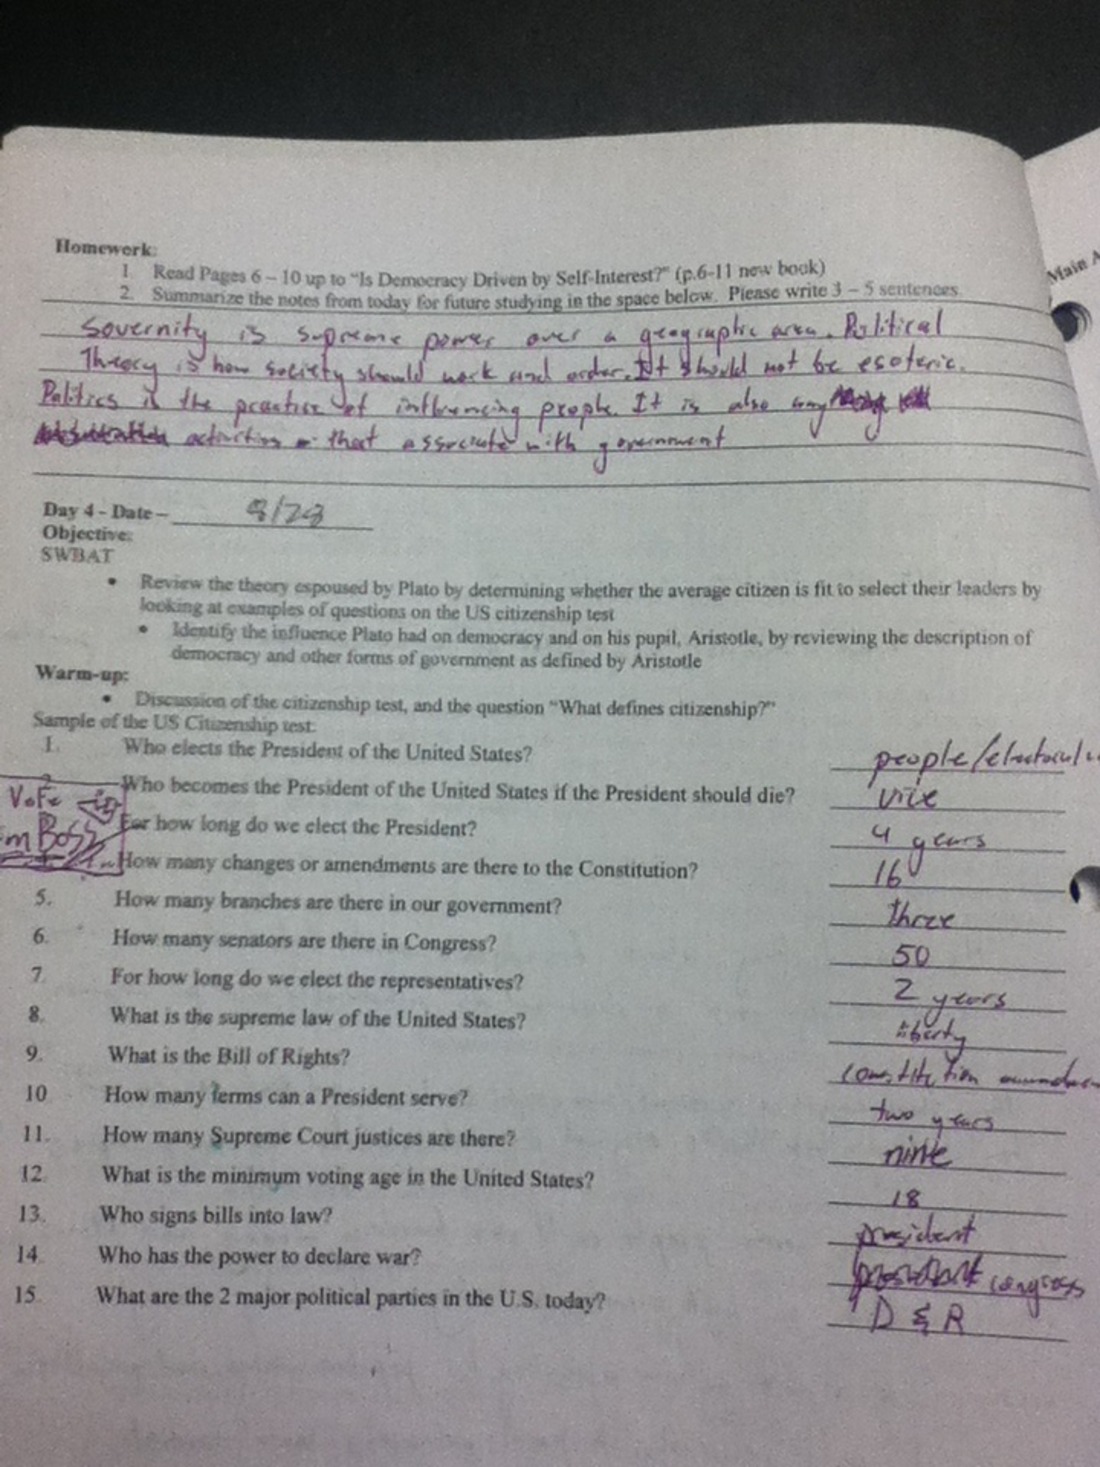 Homework:
1. Read Pages 6 – 10 up to "Is Democracy Driven by Self-Interest?" (p.6-11 new book)
2. Summarize the notes from today for future studying in the space below. Please write 3 – 5 sentences.
Main A
Sovernity is supreme power over a geographic area. Political
Theory is how society should work and order. It should not be esoteric.
Politics is the practice of influencing people. It is also any
activities that associate with government
Day 4 - Date – 8/28
Objective:
SWBAT
• Review the theory espoused by Plato by determining whether the average citizen is fit to select their leaders by
looking at examples of questions on the US citizenship test
• Identify the influence Plato had on democracy and on his pupil, Aristotle, by reviewing the description of
democracy and other forms of government as defined by Aristotle
Warm-up:
• Discussion of the citizenship test, and the question "What defines citizenship?"
Sample of the US Citizenship test:
1. Who elects the President of the United States? people/electoral
Who becomes the President of the United States if the President should die? vice
Vote
For how long do we elect the President? 4 years
m Boss
How many changes or amendments are there to the Constitution? 16
5. How many branches are there in our government? three
6. How many senators are there in Congress? 50
7. For how long do we elect the representatives? 2 years
8. What is the supreme law of the United States? liberty
9. What is the Bill of Rights? constitution
10 How many terms can a President serve? two years
11. How many Supreme Court justices are there? nine
12. What is the minimum voting age in the United States? 18
13. Who signs bills into law? president
14. Who has the power to declare war? congress
15. What are the 2 major political parties in the U.S. today? D & R